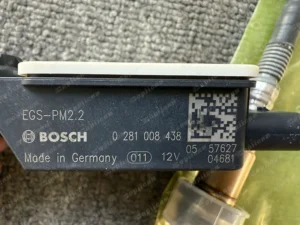 EGS-PM2.2
BOSCH 0 281 008 438
05 57627
Made in Germany 011 12V 04681